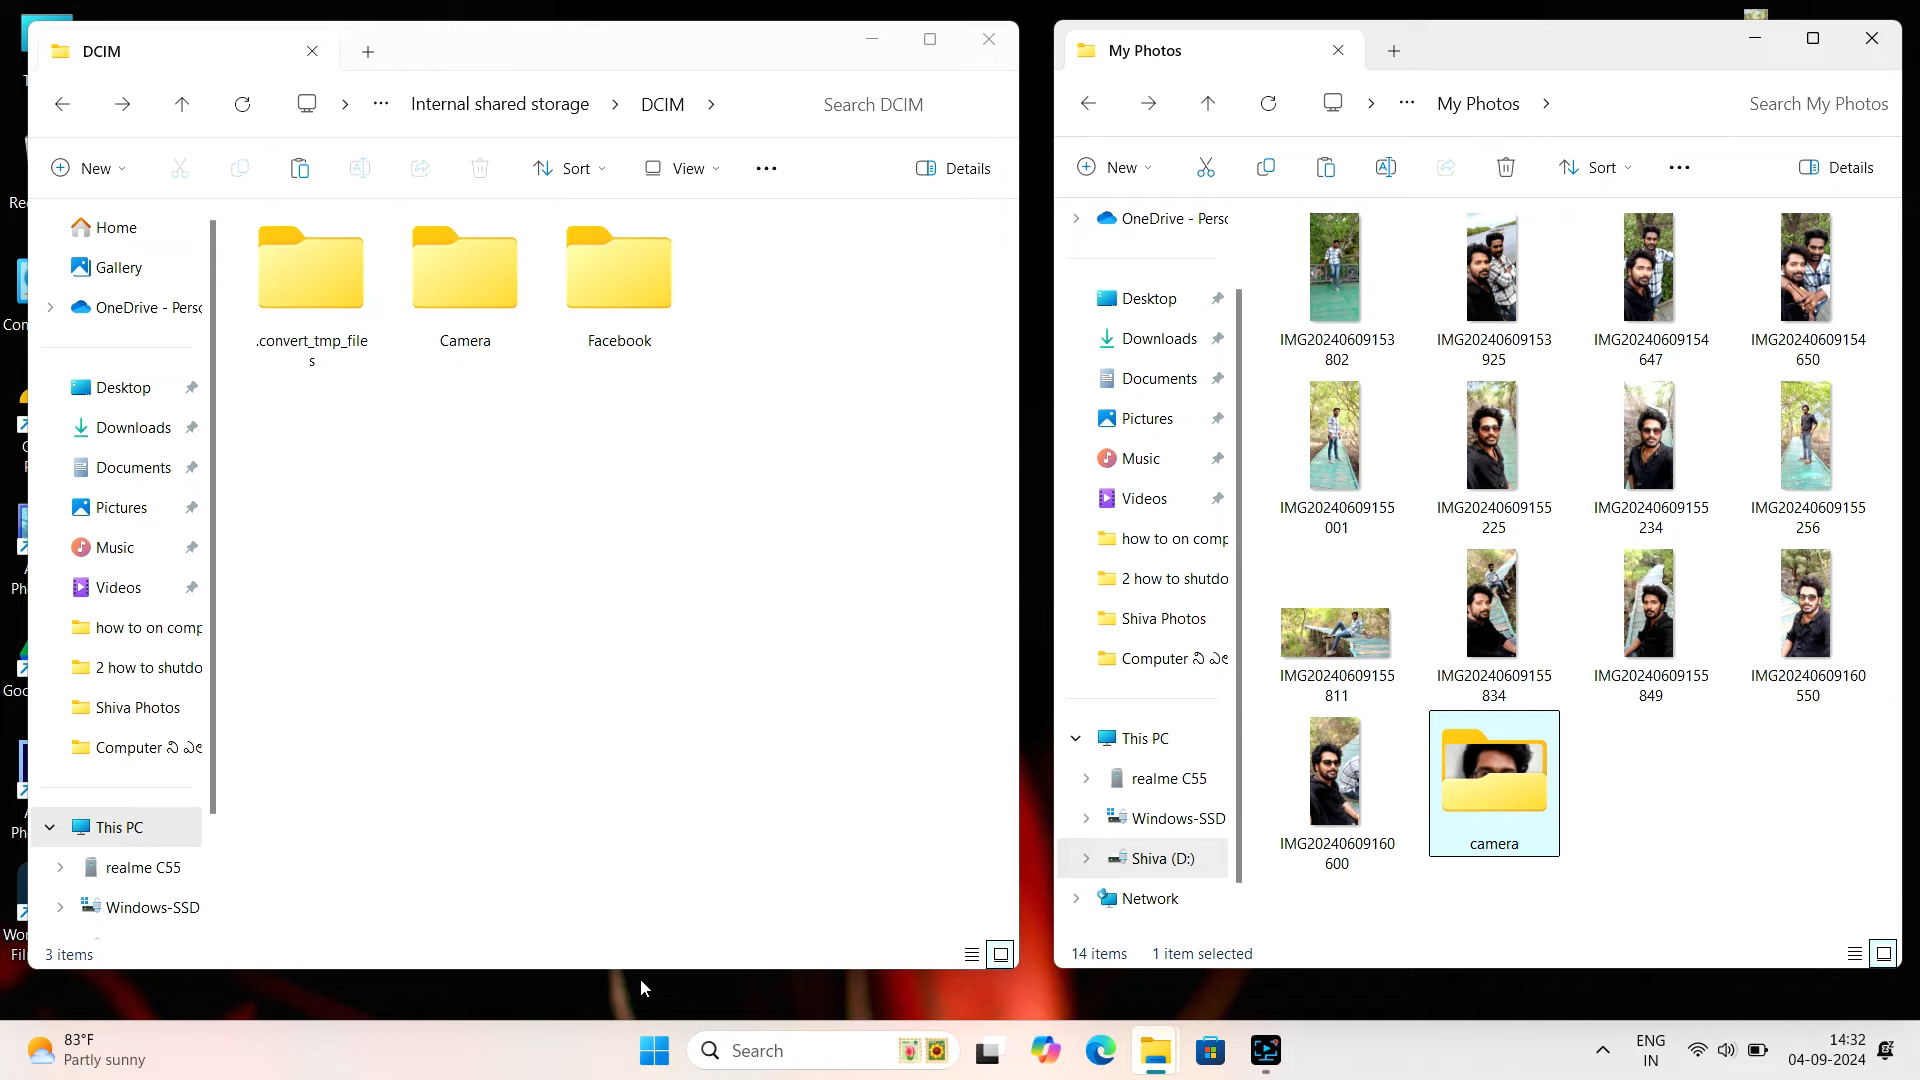 DCIM
Internal shared storage
DCIM
Search DCIM
New
Sort
View
Details
Home
Gallery
OneDrive - Persc
Desktop
Downloads
Documents
Pictures
Music
Videos
how to on comp
2 how to shutdo
Shiva Photos
This PC
realme C55
Windows-SSD
.convert_tmp_file
s
Camera
Facebook
3 items
My Photos
My Photos
Search My Photos
New
Sort
Details
OneDrive - Persc
Desktop
Downloads
Documents
Pictures
Music
Videos
how to on comp
2 how to shutdo
Shiva Photos
This PC
realme C55
Windows-SSD
Shiva (D:)
Network
IMG20240609153
802
IMG20240609153
925
IMG20240609154
647
IMG20240609154
650
IMG20240609155
001
IMG20240609155
225
IMG20240609155
234
IMG20240609155
256
IMG20240609155
811
IMG20240609155
834
IMG20240609155
849
IMG20240609160
550
IMG20240609160
600
camera
14 items
1 item selected
83°F
Partly sunny
Search
ENG
IN
14:32
04-09-2024